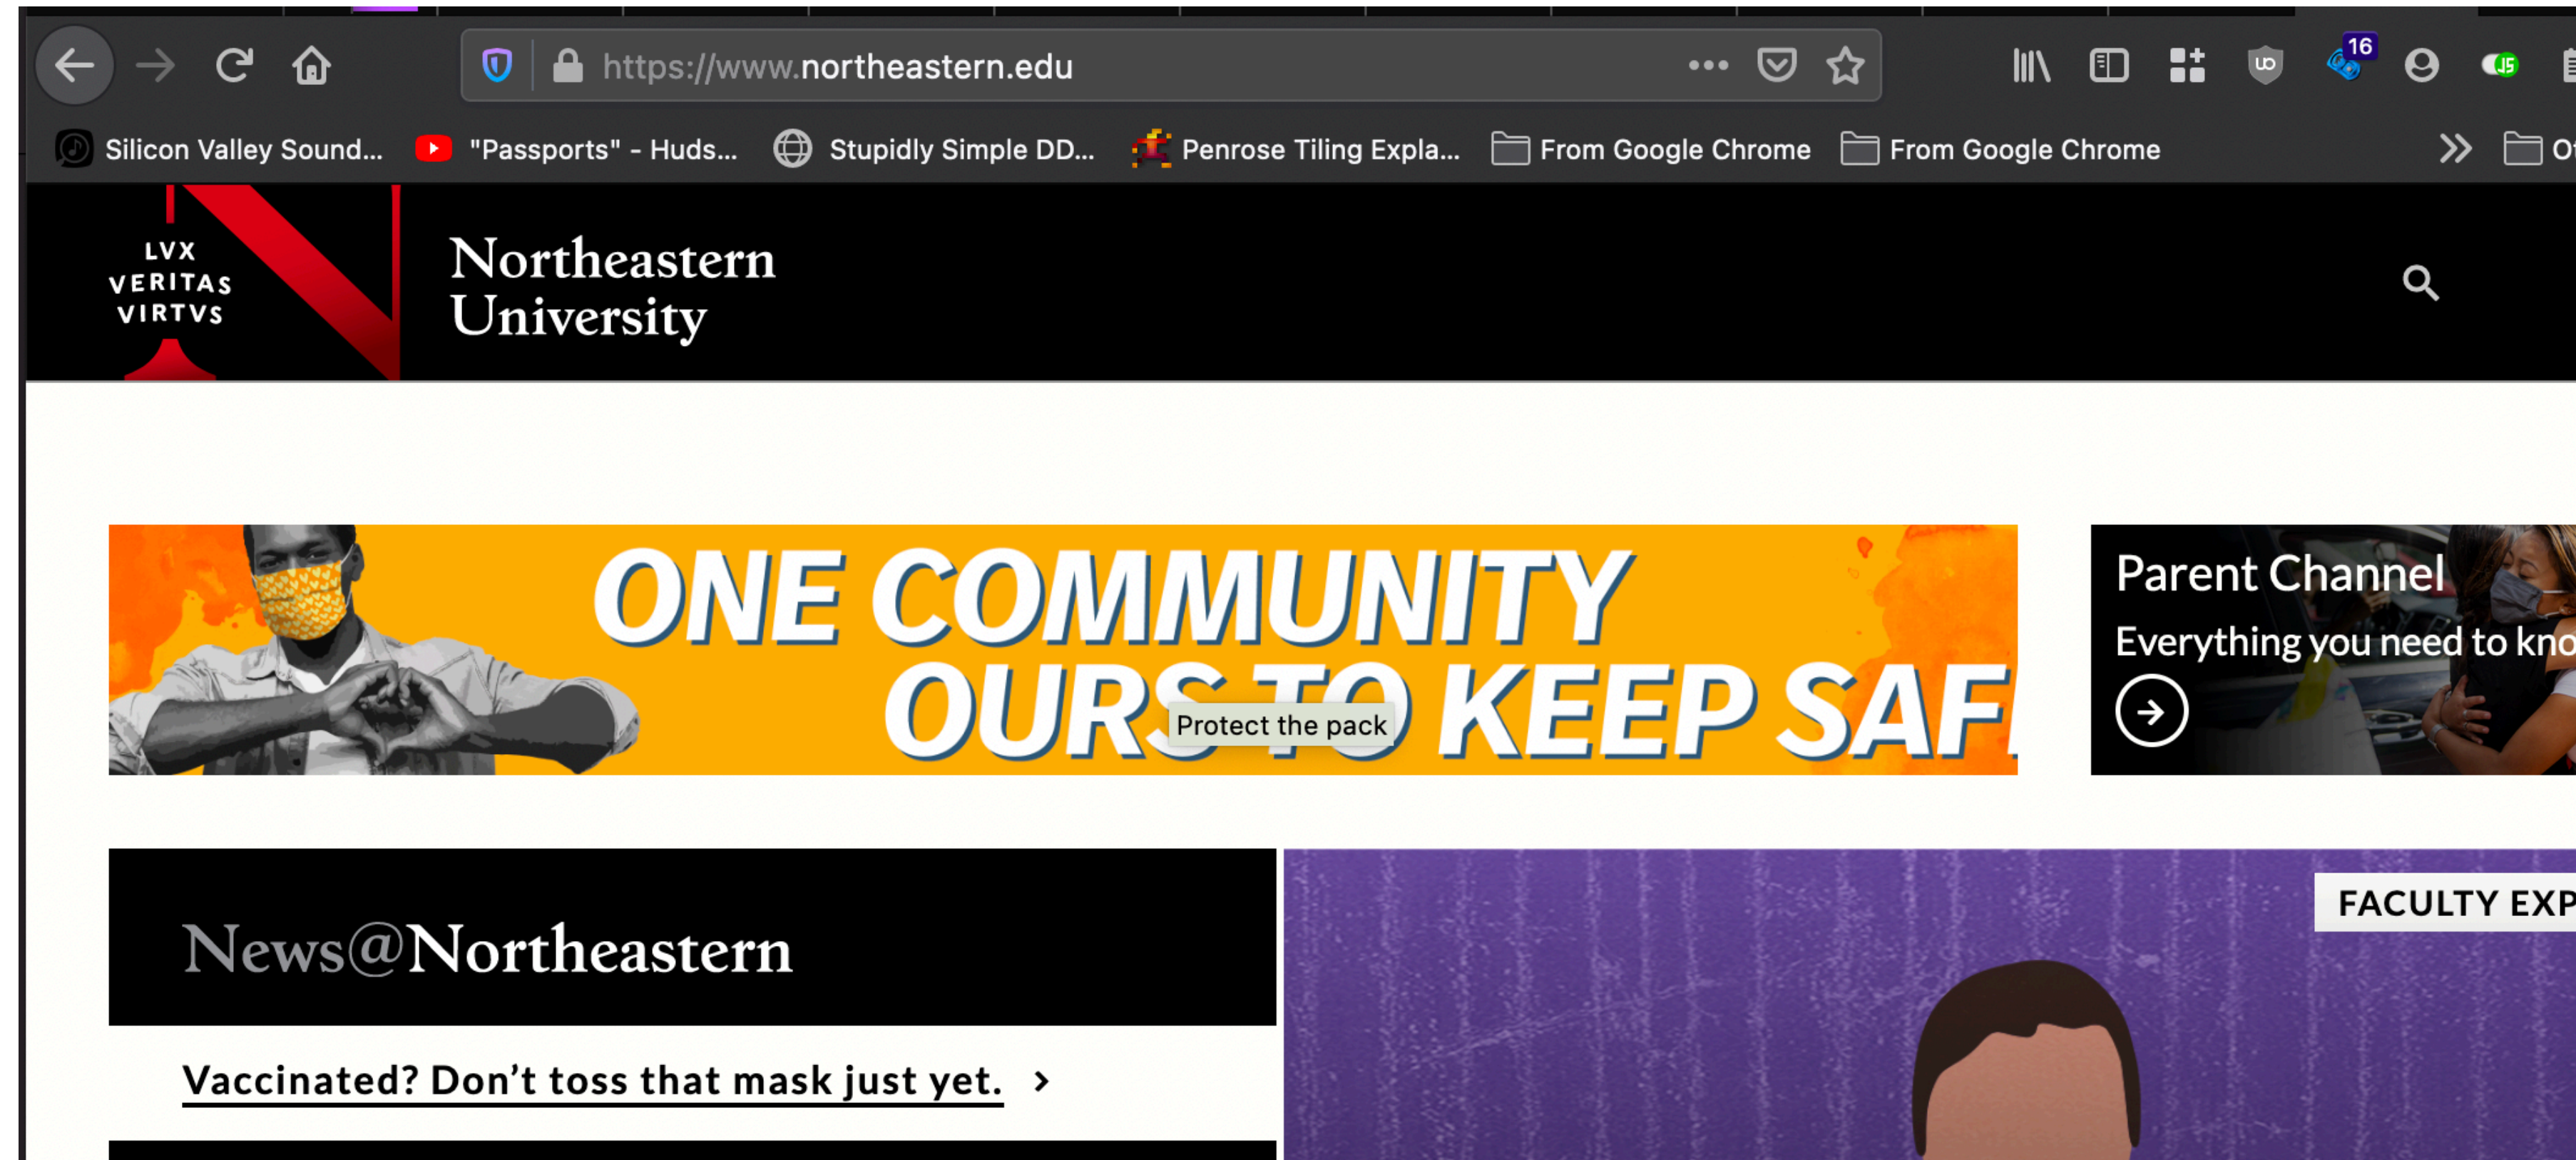 https://www.northeastern.edu
16
Silicon Valley Sound...
"Passports" - Huds...
Stupidly Simple DD...
Penrose Tiling Expla...
From Google Chrome
From Google Chrome
LVX
VERITAS
VIRTVS
Northeastern
University
ONE COMMUNITY
OURS TO KEEP SAF
Protect the pack
Parent Channel
Everything you need to kno
News@Northeastern
Vaccinated? Don't toss that mask just yet.
FACULTY EXP